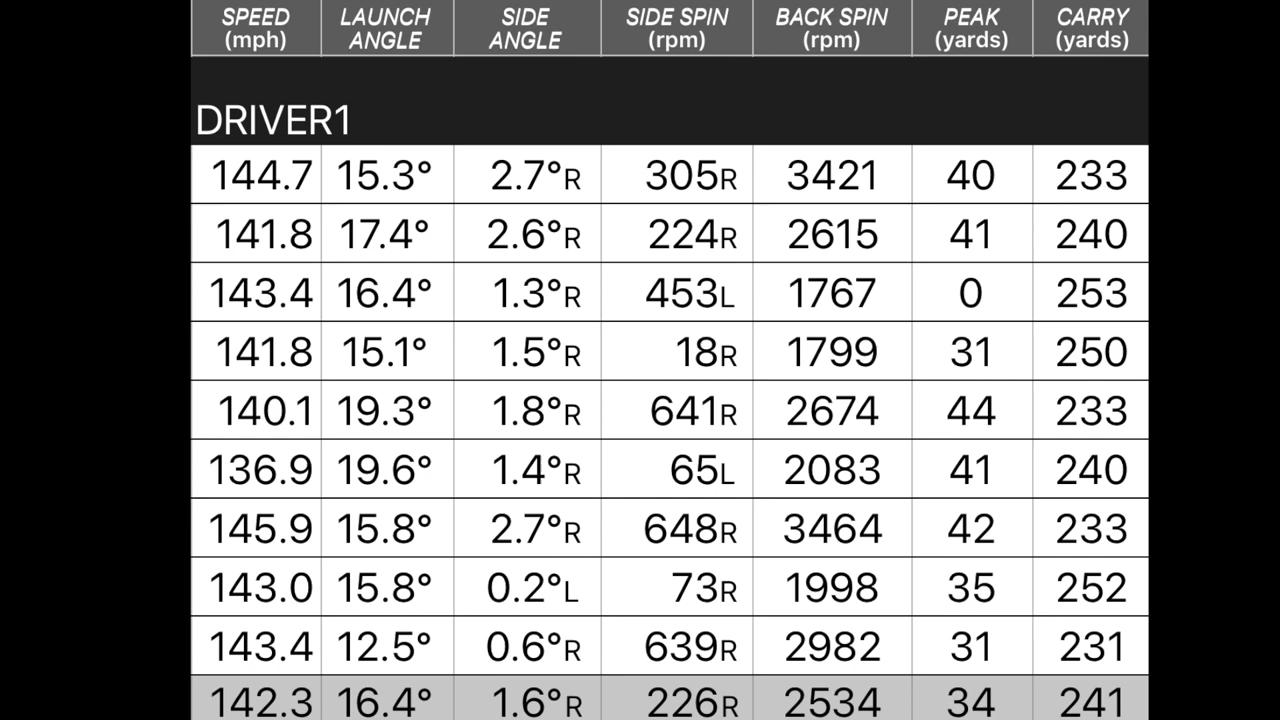 SPEED (mph) LAUNCH ANGLE SIDE ANGLE SIDE SPIN (rpm) BACK SPIN (rpm) PEAK (yards) CARRY (yards)
DRIVER1
144.7 15.3° 2.7°R 305R 3421 40 233
141.8 17.4° 2.6°R 224R 2615 41 240
143.4 16.4° 1.3°R 453L 1767 0 253
141.8 15.1° 1.5°R 18R 1799 31 250
140.1 19.3° 1.8°R 641R 2674 44 233
136.9 19.6° 1.4°R 65L 2083 41 240
145.9 15.8° 2.7°R 648R 3464 42 233
143.0 15.8° 0.2°L 73R 1998 35 252
143.4 12.5° 0.6°R 639R 2982 31 231
142.3 16.4° 1.6°R 226R 2534 34 241